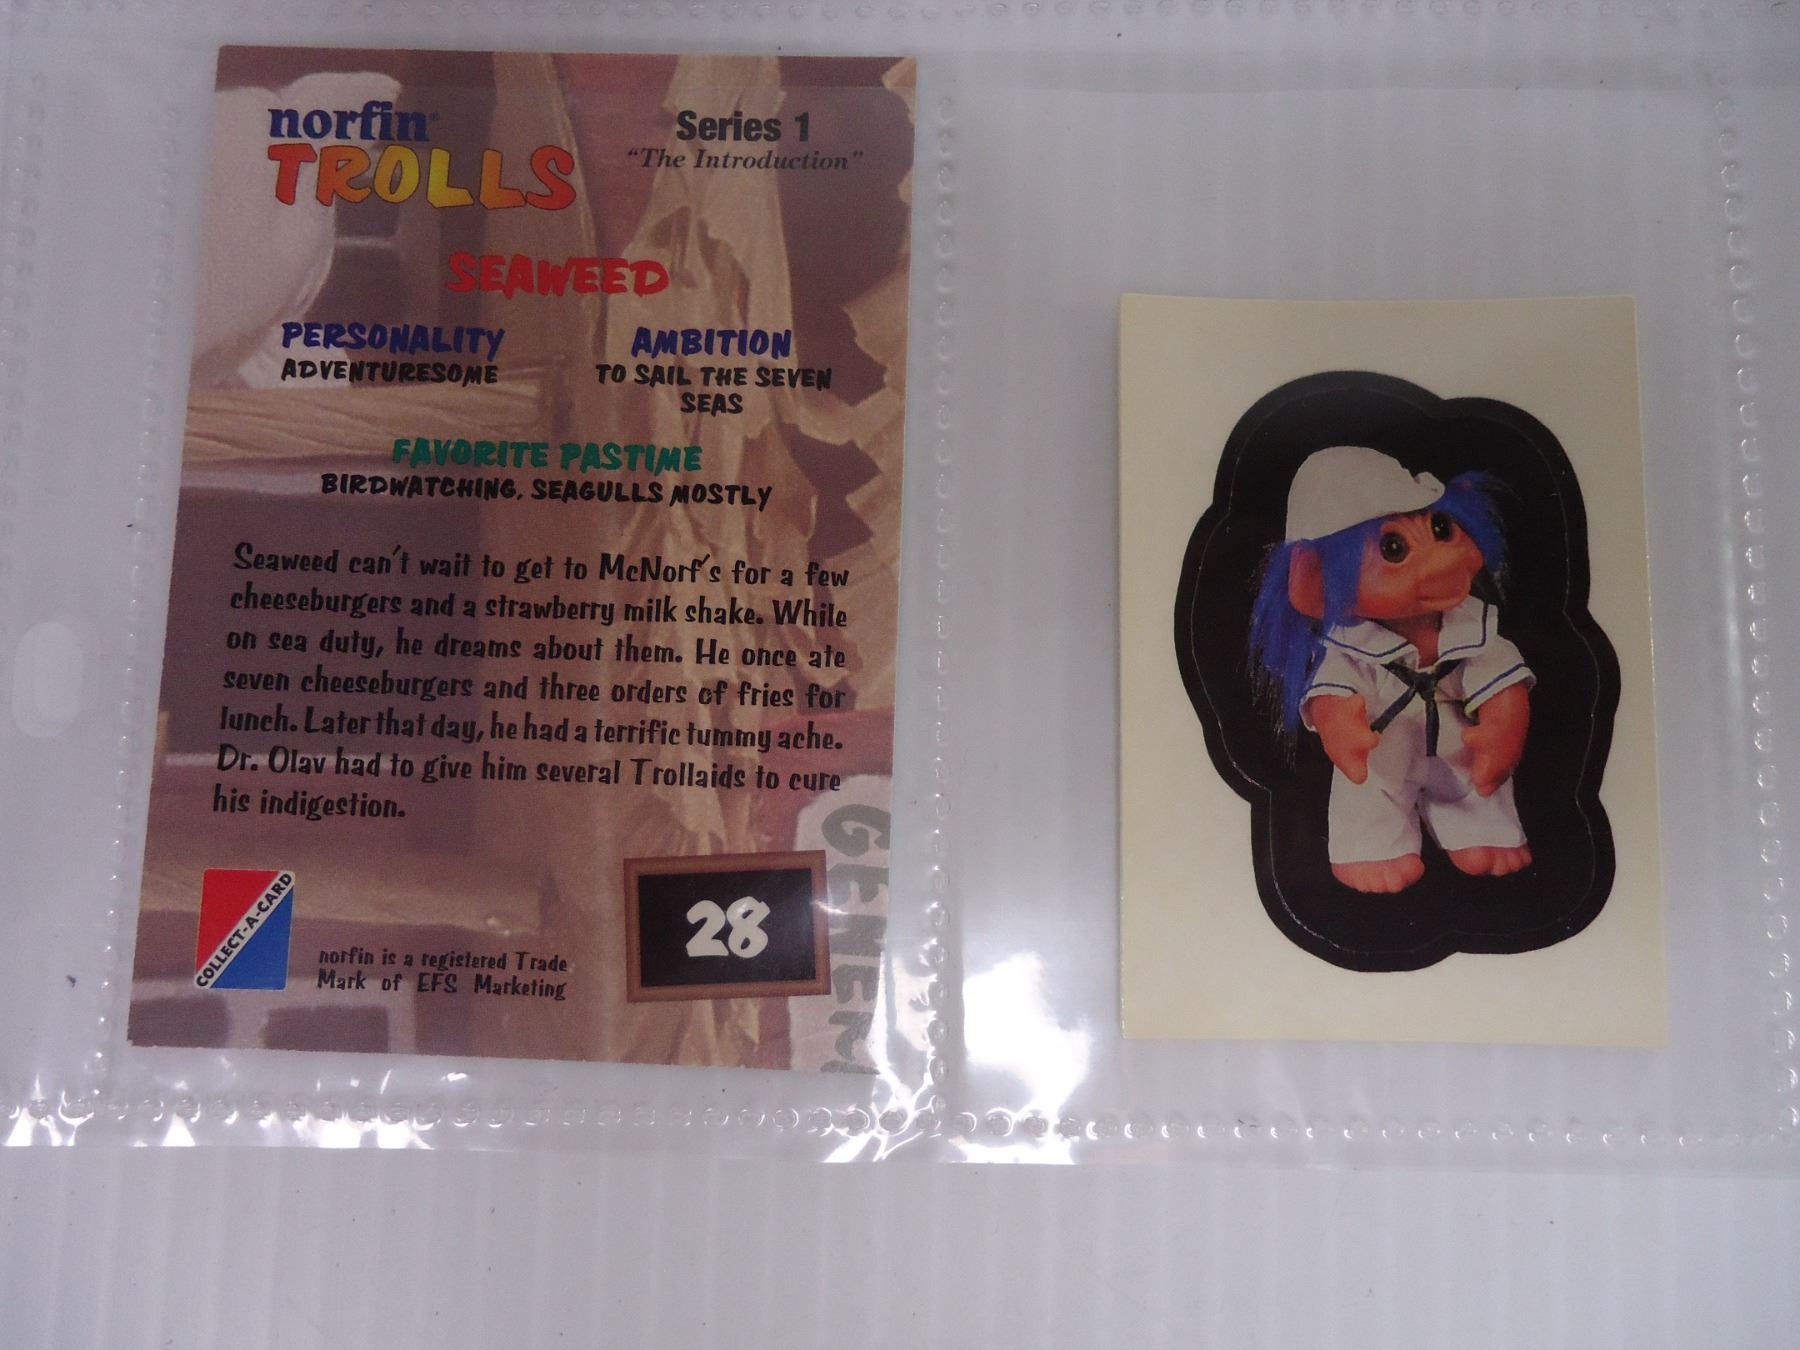 norfin®
TROLLS
Series 1
"The Introduction"
SEAWEED
PERSONALITY
ADVENTURESOME
AMBITION
TO SAIL THE SEVEN
SEAS
FAVORITE PASTIME
BIRDWATCHING, SEAGULLS MOSTLY
Seaweed can't wait to get to McNorf's for a few
cheeseburgers and a strawberry milk shake. While
on sea duty, he dreams about them. He once ate
seven cheeseburgers and three orders of fries for
lunch. Later that day, he had a terrific tummy ache.
Dr. Olav had to give him several Trollaids to cure
his indigestion.
COLLECT-A-CARD
norfin is a registered Trade
Mark of EFS Marketing
28
GENER